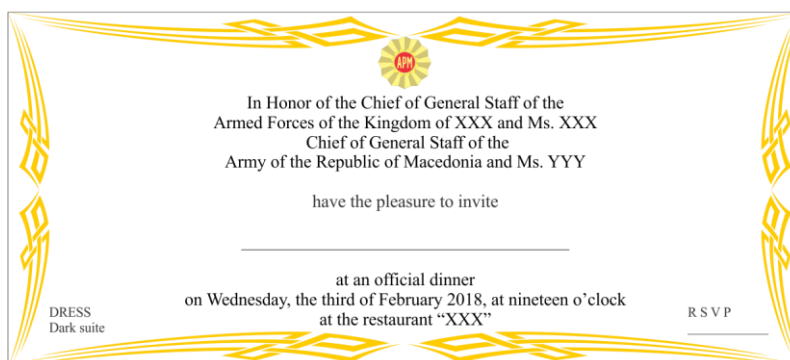 АРМ
In Honor of the Chief of General Staff of the
Armed Forces of the Kingdom of XXX and Ms. XXX
Chief of General Staff of the
Army of the Republic of Macedonia and Ms. YYY
have the pleasure to invite
at an official dinner
on Wednesday, the third of February 2018, at nineteen o’clock
at the restaurant “XXX”
DRESS
Dark suite
R S V P